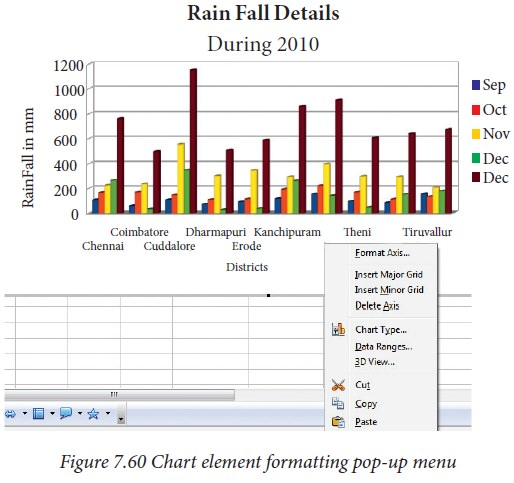 Rain Fall Details
During 2010
1200
1000
800
600
400
200
0
RainFall in mm
Sep
Oct
Nov
Dec
Dec
Coimbatore Dharmapuri Kanchipuram Theni Tiruvallur
Chennai Cuddalore Erode
Districts
Format Axis...
Insert Major Grid
Insert Minor Grid
Delete Axis
Chart Type...
Data Ranges...
3D View...
Cut
Copy
Paste
Figure 7.60 Chart element formatting pop-up menu